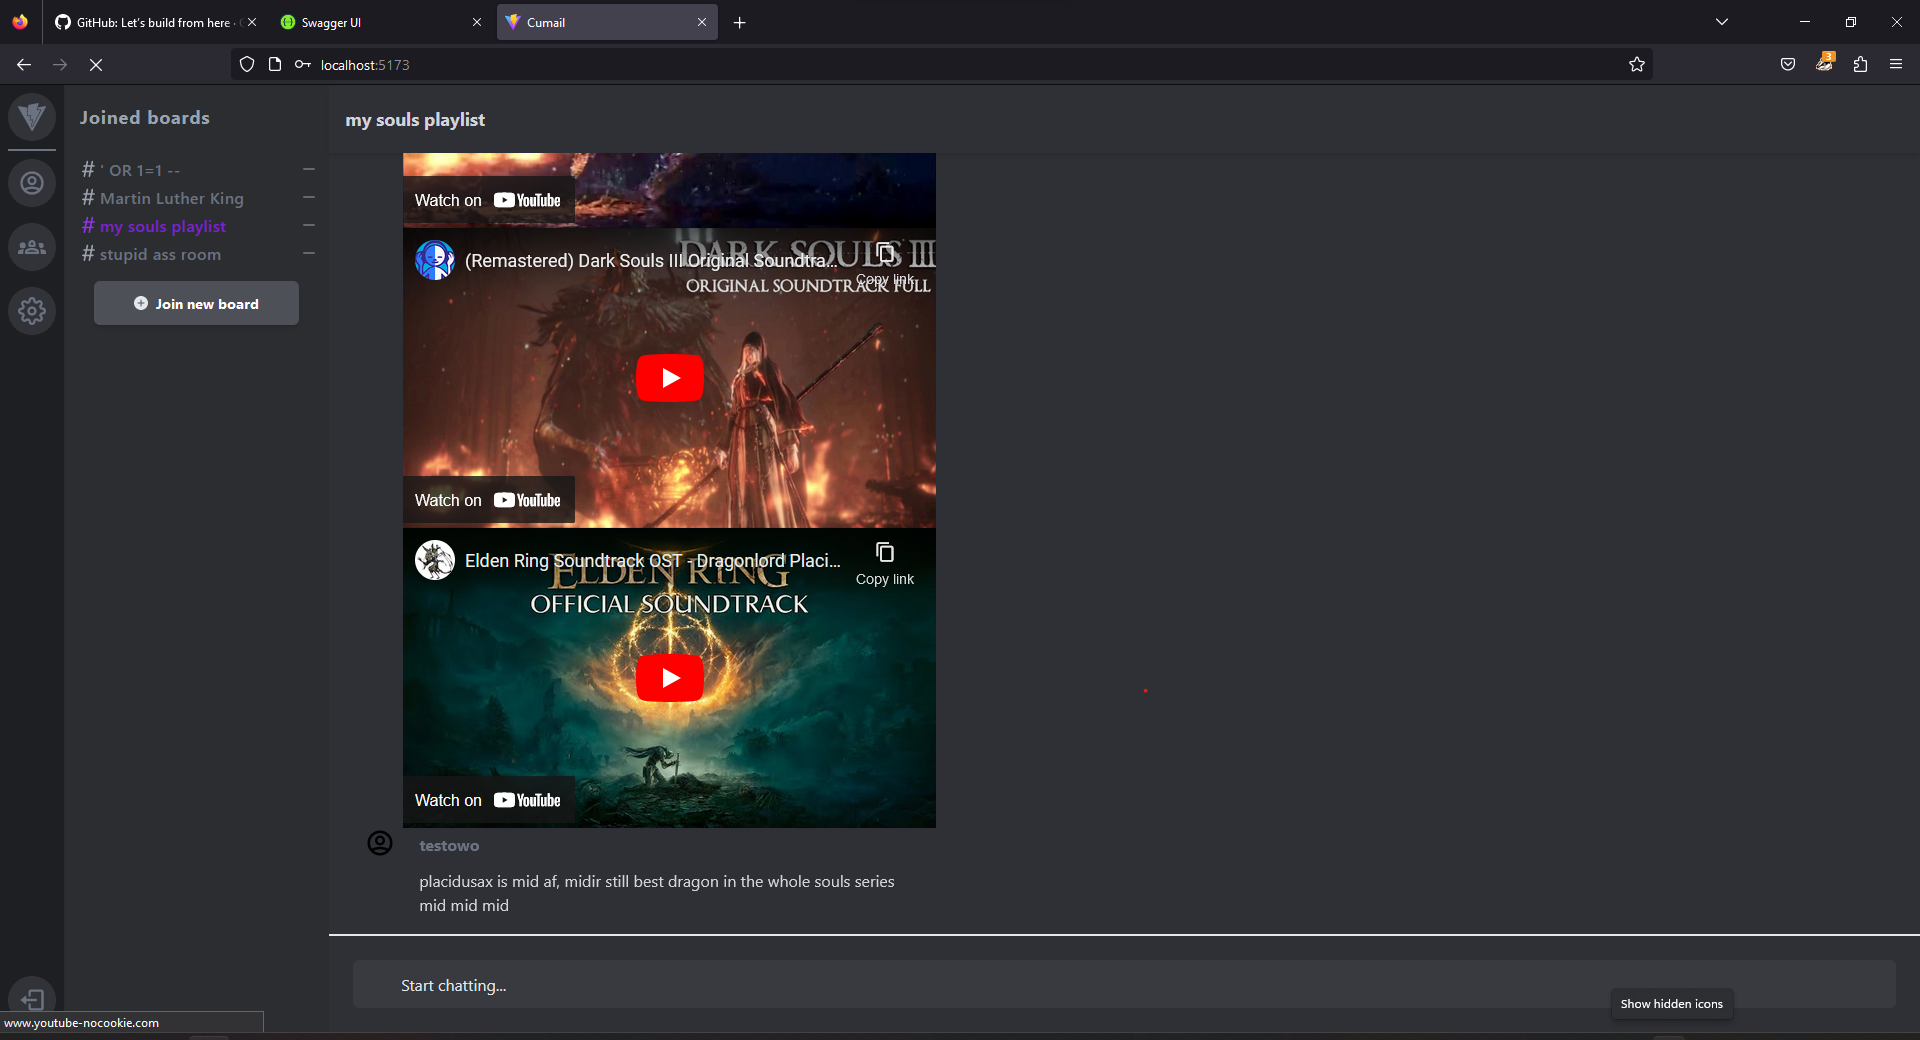 GitHub: Let's build from here ·
Swagger UI
Cumail
localhost:5173
3
Joined boards
# ' OR 1=1 --
# Martin Luther King
# my souls playlist
# stupid ass room
Join new board
my souls playlist
Watch on YouTube
(Remastered) Dark Souls III Original Soundtra...
Copy link
DARK SOULS III
ORIGINAL SOUNDTRACK FULL
Watch on YouTube
Elden Ring Soundtrack OST - Dragonlord Placi...
Copy link
ELDEN RING
OFFICIAL SOUNDTRACK
Watch on YouTube
testowo
placidusax is mid af, midir still best dragon in the whole souls series
mid mid mid
Start chatting...
Show hidden icons
www.youtube-nocookie.com